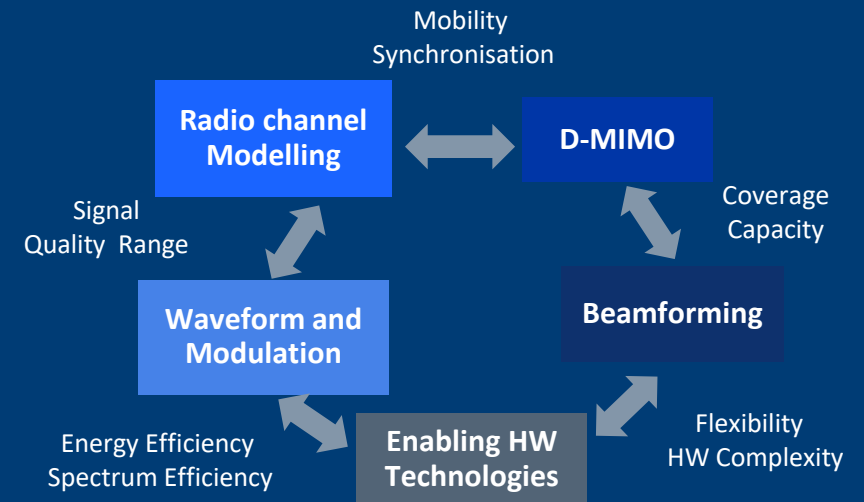 Mobility
Synchronisation
Radio channel
Modelling
D-MIMO
Signal
Quality Range
Coverage
Capacity
Waveform and
Modulation
Beamforming
Energy Efficiency
Spectrum Efficiency
Enabling HW
Technologies
Flexibility
HW Complexity